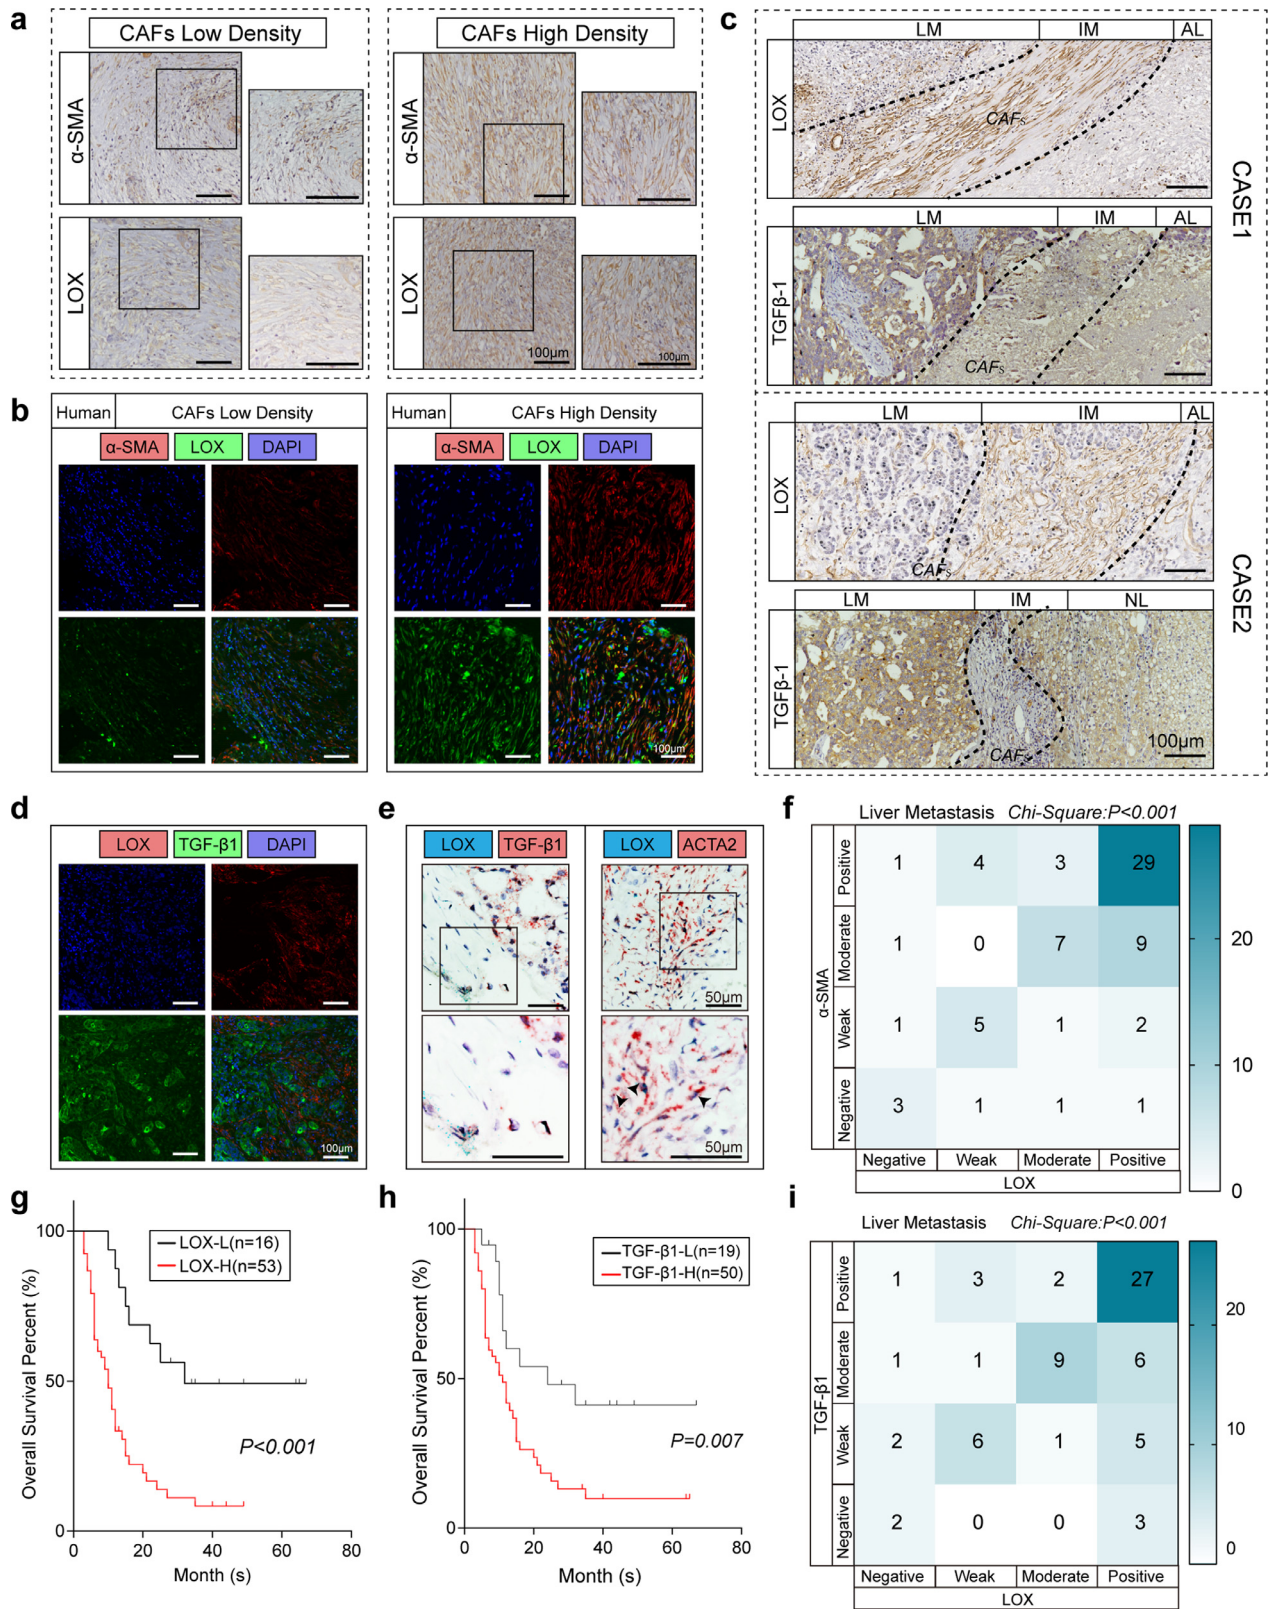 a
CAFs Low Density
CAFs High Density
α-SMA
α-SMA
LOX
LOX
100μm
100μm
b
Human
CAFs Low Density
α-SMA
LOX
DAPI
Human
CAFs High Density
α-SMA
LOX
DAPI
100μm
c
LM
IM
AL
LOX
CAFs
LM
IM
AL
TGFβ-1
CAFs
CASE1
LM
IM
AL
LOX
CAFs
LM
IM
NL
TGFβ-1
CAFs
100μm
CASE2
d
LOX
TGF-β1
DAPI
100μm
e
LOX
TGF-β1
LOX
ACTA2
50μm
50μm
f
Liver Metastasis Chi-Square:P<0.001
α-SMA
Positive
1 4 3 29
Moderate
1 0 7 9
Weak
1 5 1 2
Negative
3 1 1 1
Negative Weak Moderate Positive
LOX
20
10
0
g
Overall Survival Percent (%)
100
50
0
LOX-L(n=16)
LOX-H(n=53)
P<0.001
0 20 40 60 80
Month (s)
h
Overall Survival Percent (%)
100
50
0
TGF-β1-L(n=19)
TGF-β1-H(n=50)
P=0.007
0 20 40 60 80
Month (s)
i
Liver Metastasis Chi-Square:P<0.001
TGF-β1
Positive
1 3 2 27
Moderate
1 1 9 6
Weak
2 6 1 5
Negative
2 0 0 3
Negative Weak Moderate Positive
LOX
20
10
0